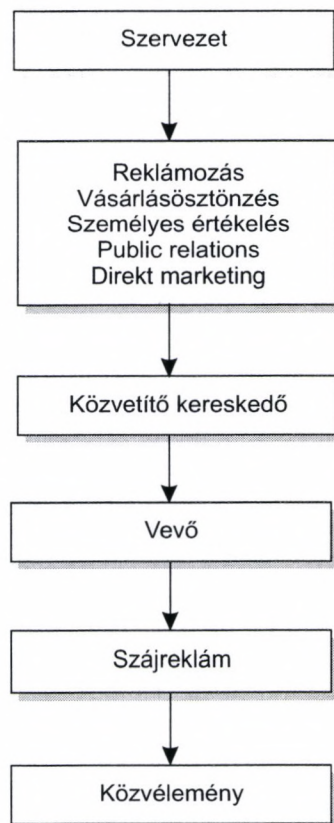 Szervezet
Reklámozás
Vásárlásösztönzés
Személyes értékelés
Public relations
Direkt marketing
Közvetítő kereskedő
Vevő
Szájreklám
Közvélemény